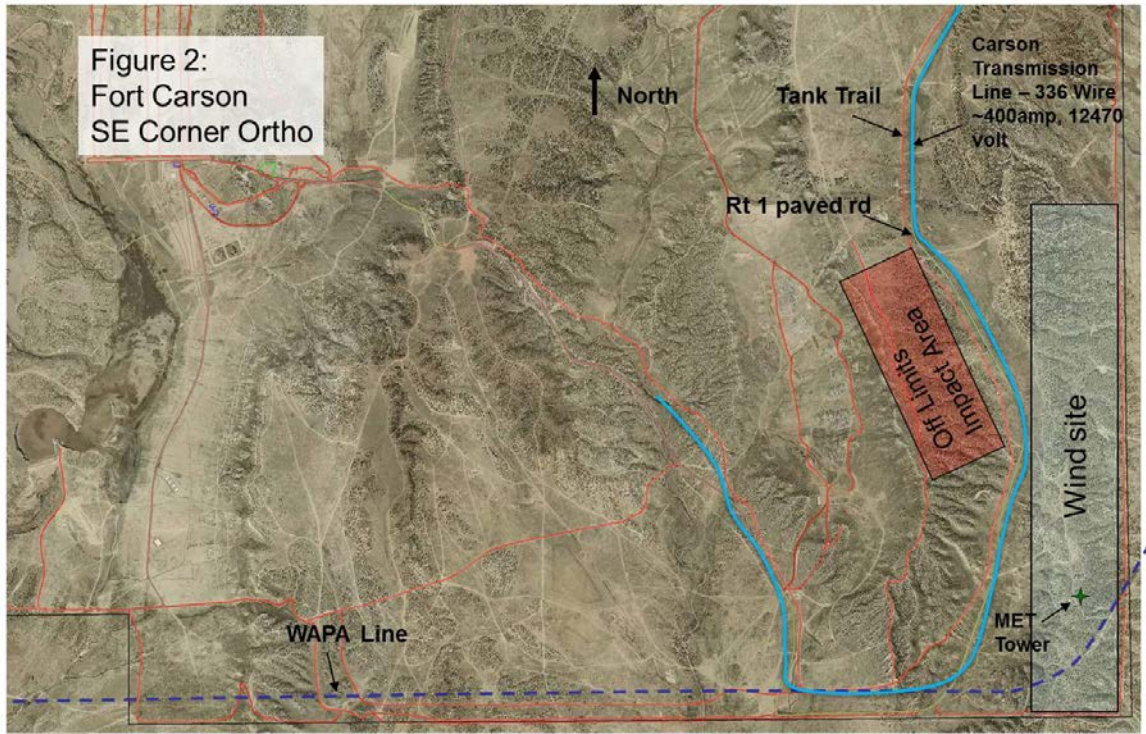 Figure 2:
Fort Carson
SE Corner Ortho
North
Tank Trail
Carson
Transmission
Line – 336 Wire
~400amp, 12470
volt
Rt 1 paved rd
Off Limits
Impact Area
Wind site
MET
Tower
WAPA Line